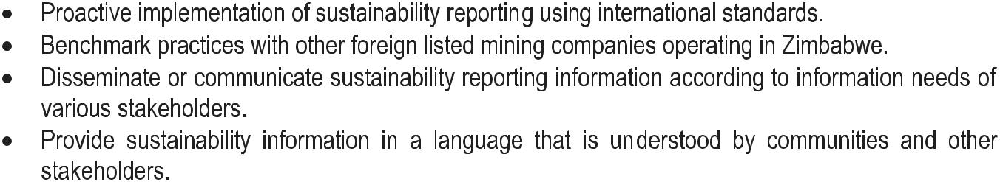 • Proactive implementation of sustainability reporting using international standards.
• Benchmark practices with other foreign listed mining companies operating in Zimbabwe.
• Disseminate or communicate sustainability reporting information according to information needs of
various stakeholders.
• Provide sustainability information in a language that is understood by communities and other
stakeholders.